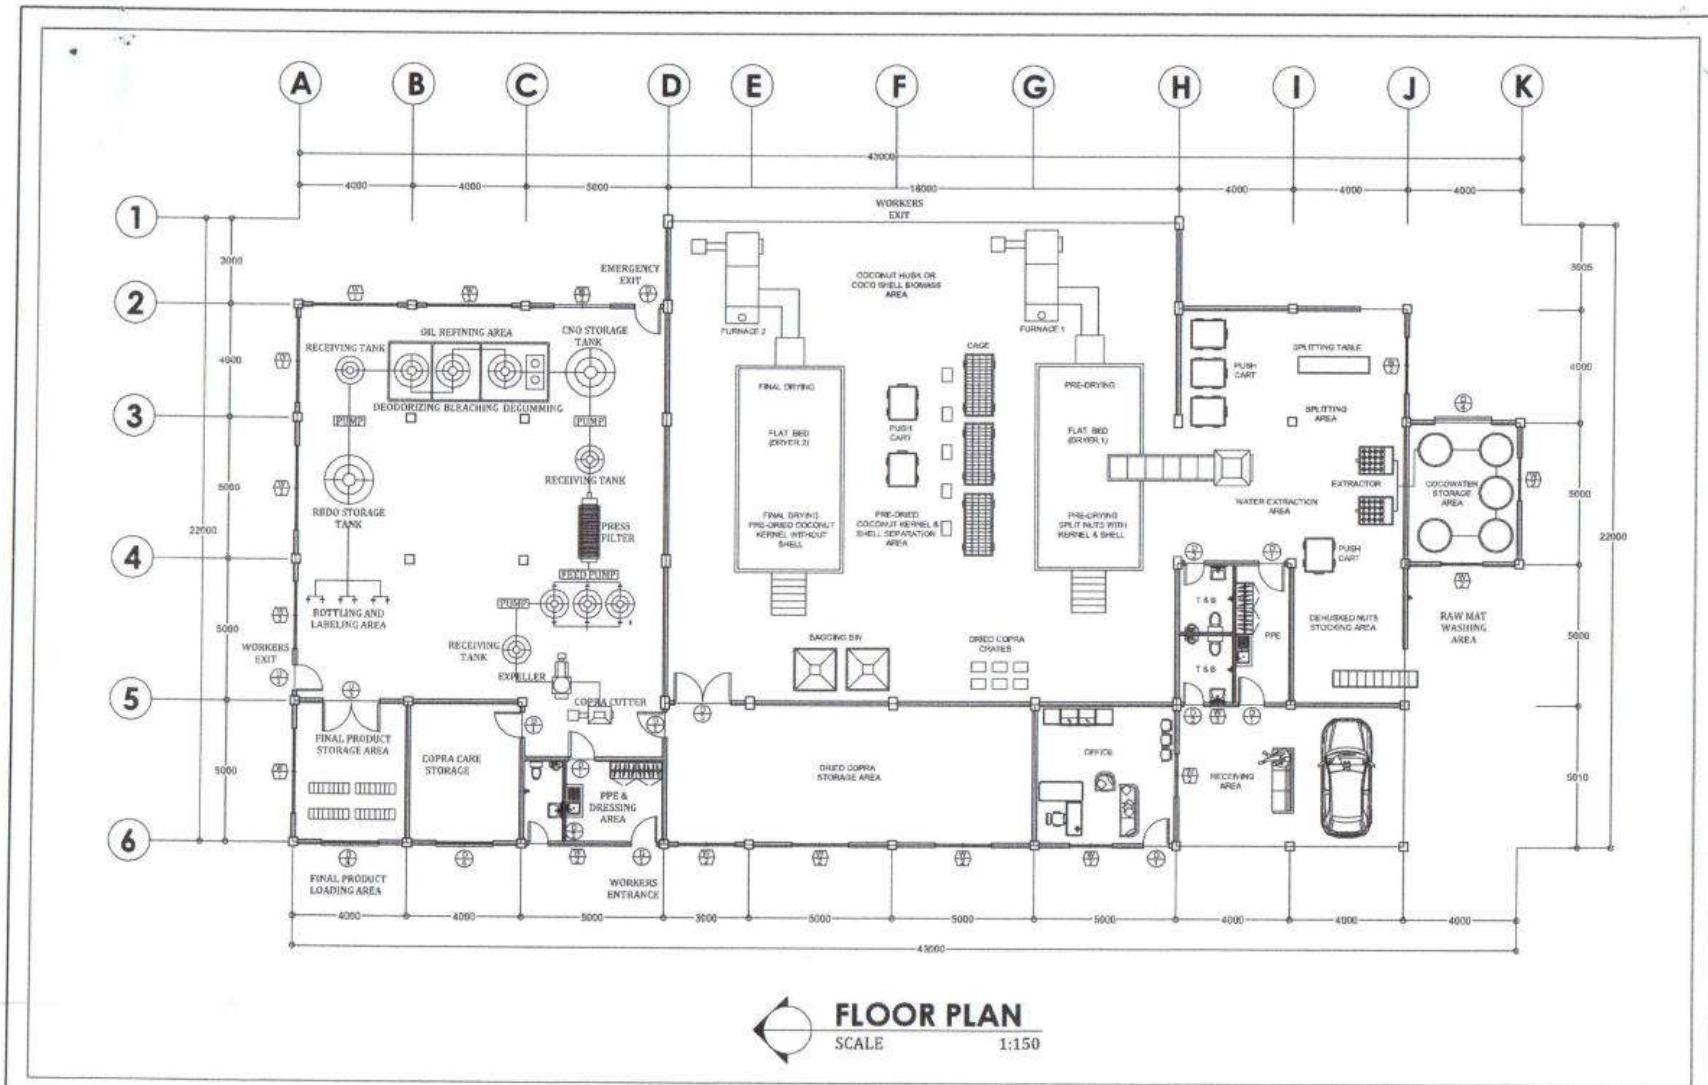 A B C D E F G H I J K
43000
4000 4000 5000 18000 4000 4000 4000
WORKERS
EXIT
1
2
3
4
5
6
3000
4000
5000
5000
5000
22000
3005
4000
5000
5000
5010
22000
EMERGENCY
EXIT
OIL REFINING AREA
CNO STORAGE
TANK
RECEIVING TANK
DEODORIZING BLEACHING DEGUMMING
PUMP
PUMP
RECEIVING TANK
RBDO STORAGE
TANK
PRESS
FILTER
FEED PUMP
PUMP
BOTTLING AND
LABELING AREA
RECEIVING
TANK
EXPELLER
COPRA CUTTER
WORKERS
EXIT
FURNACE 2
COCONUT HUSK OR
COCO SHELL BIOMASS
AREA
FURNACE 1
FINAL DRYING
FLAT BED
(DRYER 2)
FINAL DRYING
PRE-DRIED COCONUT
KERNEL WITHOUT
SHELL
CAGE
PUSH
CART
PRE-DRIED
COCONUT KERNEL &
SHELL SEPARATION
AREA
PRE-DRYING
FLAT BED
(DRYER 1)
PRE-DRYING
SPLIT NUTS WITH
KERNEL & SHELL
BAGGING BIN
DRIED COPRA
CRATES
PUSH
CART
SPLITTING TABLE
SPLITTING
AREA
EXTRACTOR
WATER EXTRACTION
AREA
COCOWATER
STORAGE
AREA
PUSH
CART
T & B
T & B
PPE
DEHUSKED NUTS
STOCKING AREA
RAW MAT
WASHING
AREA
FINAL PRODUCT
STORAGE AREA
COPRA CAKE
STORAGE
PPE &
DRESSING
AREA
DRIED COPRA
STORAGE AREA
OFFICE
RECEIVING
AREA
FINAL PRODUCT
LOADING AREA
WORKERS
ENTRANCE
4000 4000 5000 3000 5000 5000 5000 4000 4000 4000
43000
FLOOR PLAN
SCALE 1:150